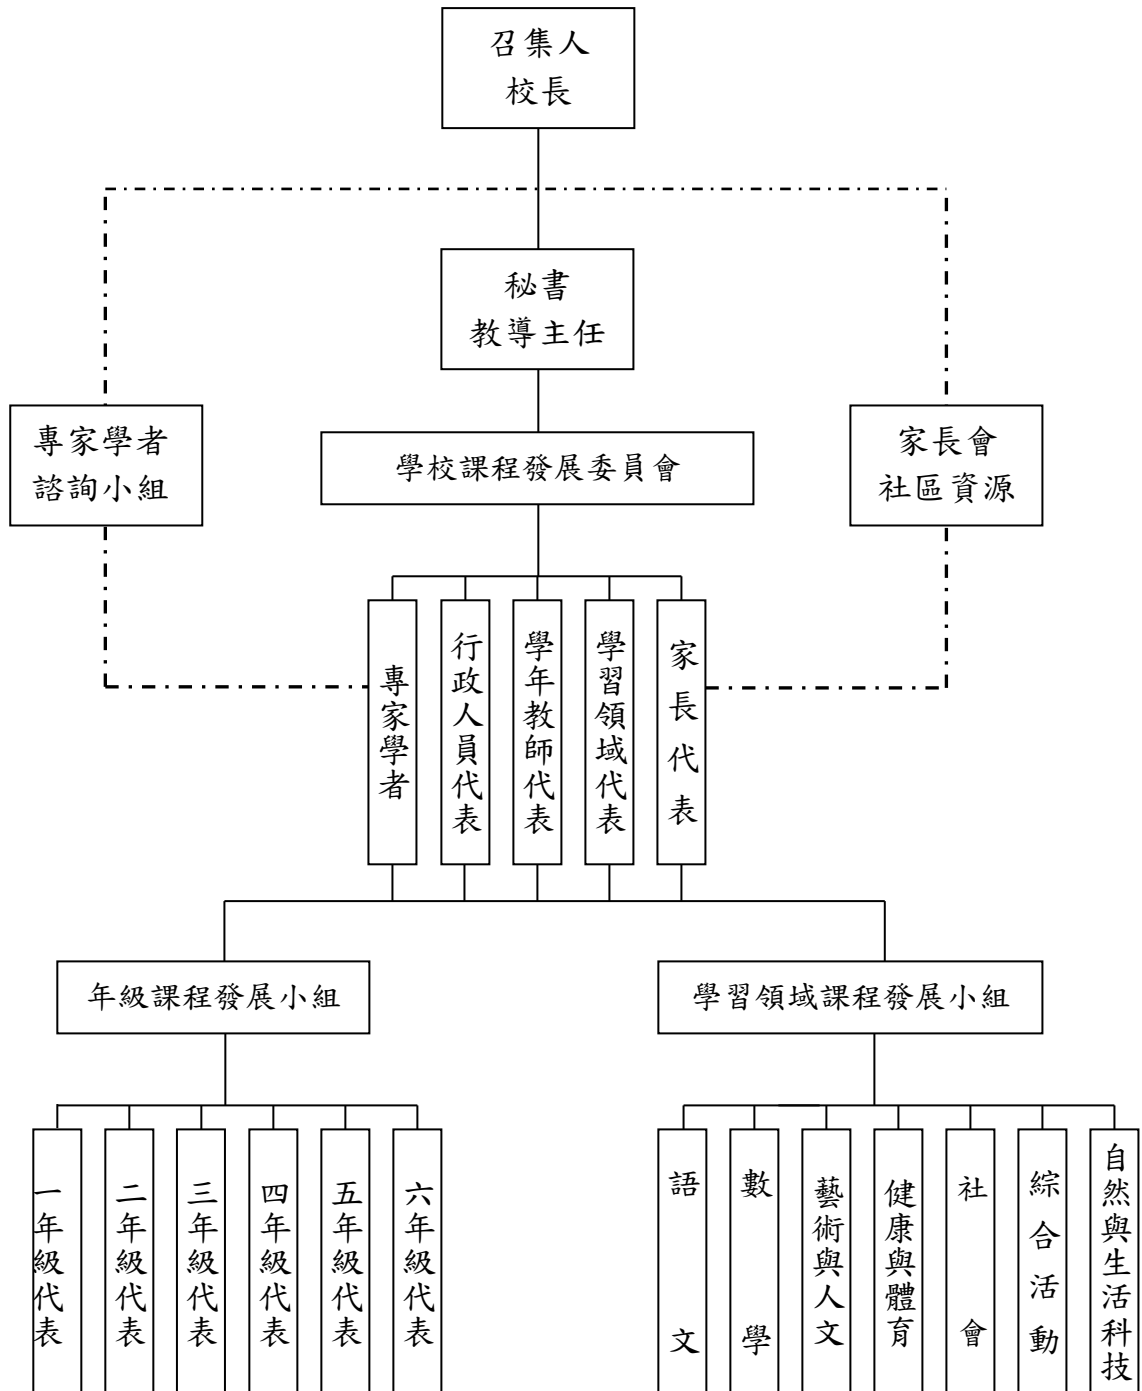 召集人
校長
秘書
教導主任
專家學者
諮詢小組
學校課程發展委員會
家長會
社區資源
專家學者
行政人員代表
學年教師代表
學習領域代表
家長代表
年級課程發展小組
學習領域課程發展小組
一年級代表
二年級代表
三年級代表
四年級代表
五年級代表
六年級代表
語文
數學
藝術與人文
健康與體育
社會
綜合活動
自然與生活科技